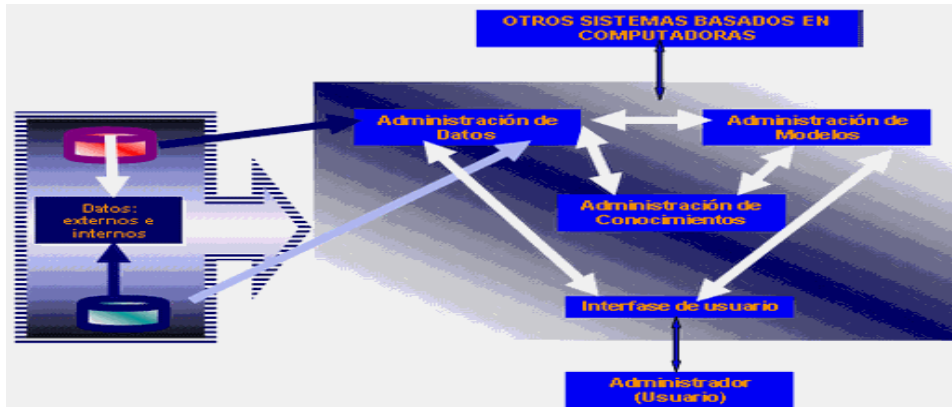 OTROS SISTEMAS BASADOS EN
COMPUTADORAS
Administración de
Datos
Administración de
Modelos
Datos:
externos e
internos
Administración de
Conocimientos
Interfase de usuario
Administrador
(Usuario)